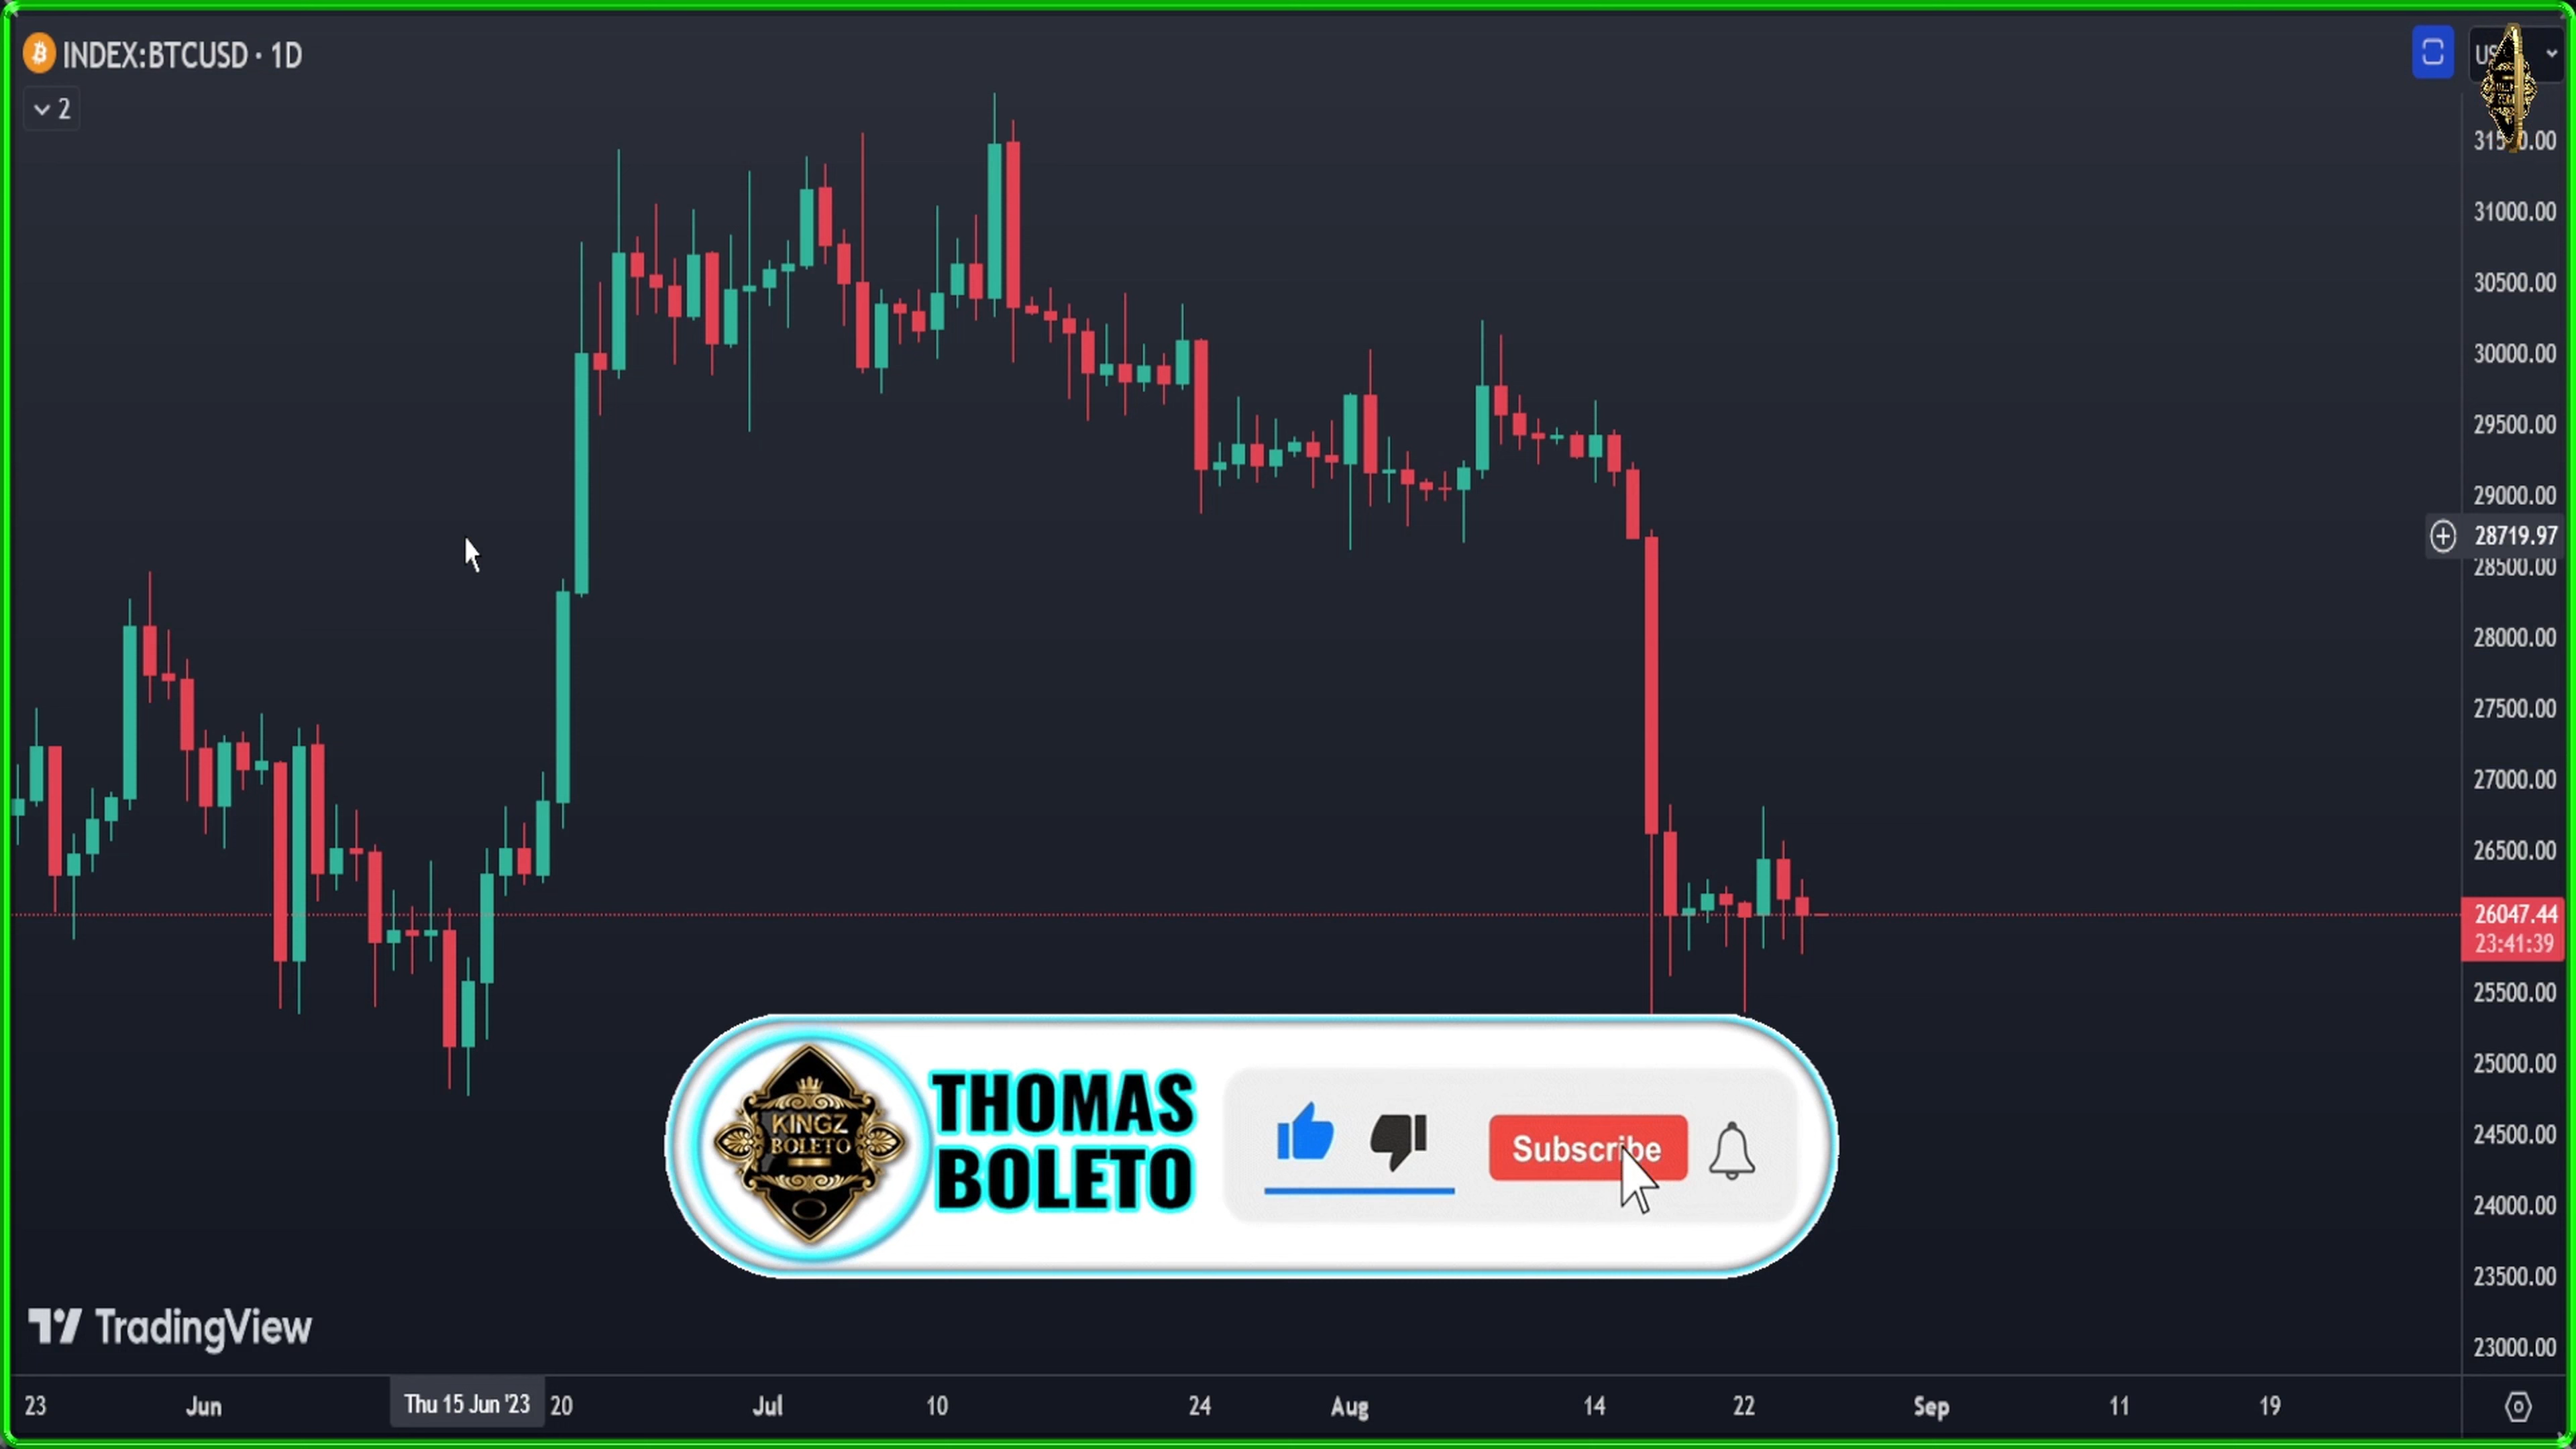 INDEX:BTCUSD · 1D
2
31000.00
30500.00
30000.00
29500.00
29000.00
28719.97
28500.00
28000.00
27500.00
27000.00
26500.00
26047.44
23:41:39
25500.00
25000.00
24500.00
24000.00
23500.00
23000.00
KINGZ
BOLETO
THOMAS
BOLETO
Subscribe
TradingView
23 Jun Thu 15 Jun '23 20 Jul 10 24 Aug 14 22 Sep 11 19